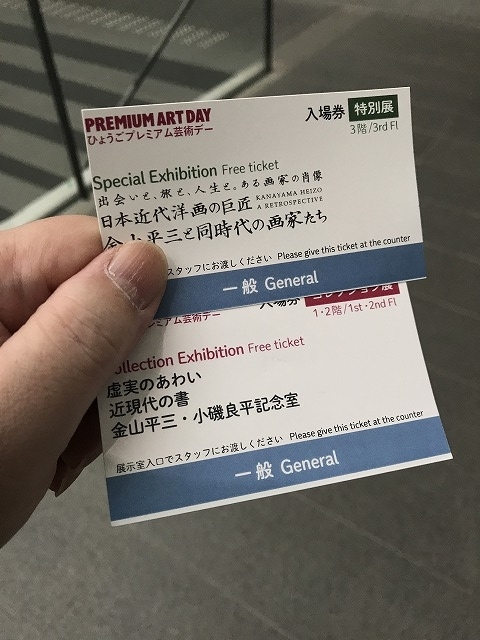 PREMIUM ART DAY
ひょうごプレミアム芸術デー
入場券 特別展
3階/3rd Fl
Special Exhibition Free ticket
出会いと、旅と、人生と。ある画家の肖像
日本近代洋画の巨匠 KANAYAMA HEIZO
A RETROSPECTIVE
金山平三と同時代の画家たち
スタッフにお渡しください Please give this ticket at the counter
一般 General
プレミアム芸術デー
入場券 コレクション展
1・2階/1st・2nd Fl
Collection Exhibition Free ticket
虚実のあわい
近現代の書
金山平三・小磯良平記念室
展示室入口でスタッフにお渡しください Please give this ticket at the counter
一般 General